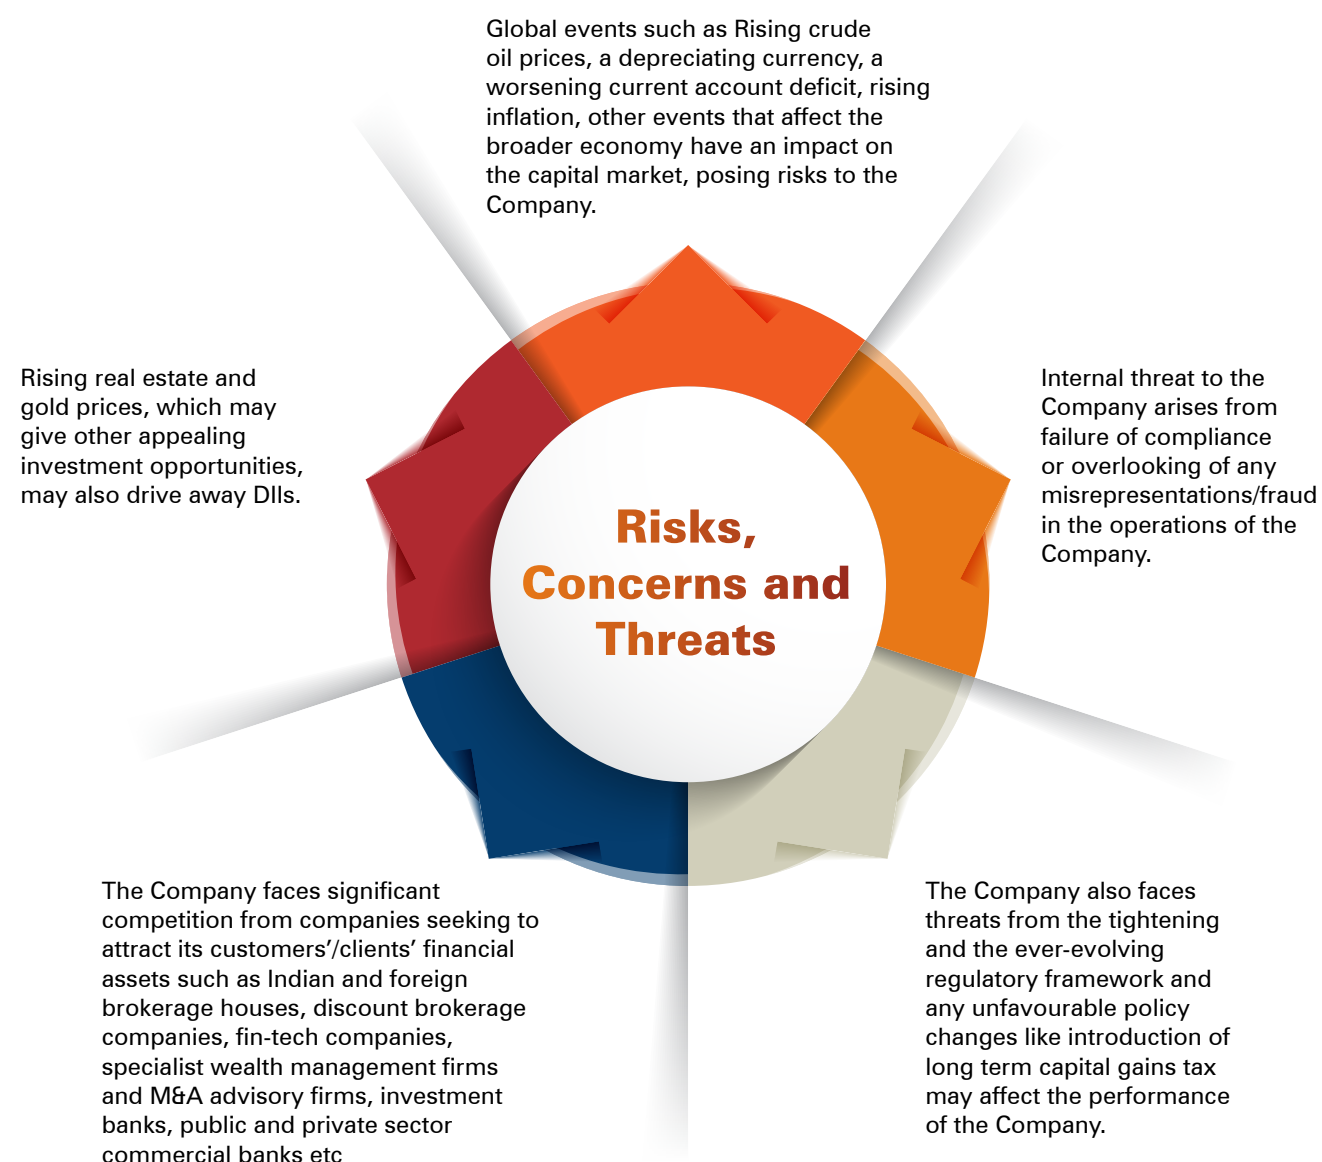 Global events such as Rising crude
oil prices, a depreciating currency, a
worsening current account deficit, rising
inflation, other events that affect the
broader economy have an impact on
the capital market, posing risks to the
Company.
Rising real estate and
gold prices, which may
give other appealing
investment opportunities,
may also drive away DIIs.
Internal threat to the
Company arises from
failure of compliance
or overlooking of any
misrepresentations/fraud
in the operations of the
Company.
Risks,
Concerns and
Threats
The Company faces significant
competition from companies seeking to
attract its customers’/clients’ financial
assets such as Indian and foreign
brokerage houses, discount brokerage
companies, fin-tech companies,
specialist wealth management firms
and M&A advisory firms, investment
banks, public and private sector
commercial banks etc
The Company also faces
threats from the tightening
and the ever-evolving
regulatory framework and
any unfavourable policy
changes like introduction of
long term capital gains tax
may affect the performance
of the Company.